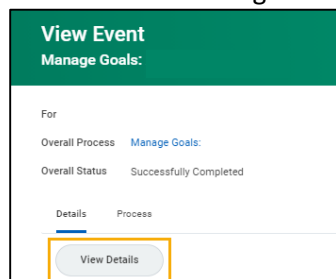 View Event
Manage Goals:
For
Overall Process Manage Goals:
Overall Status Successfully Completed
Details Process
View Details